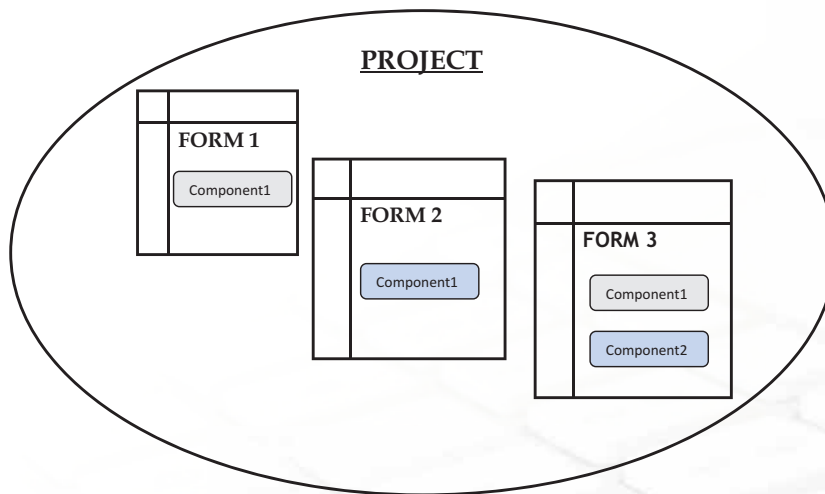 PROJECT
FORM 1
Component1
FORM 2
Component1
FORM 3
Component1
Component2